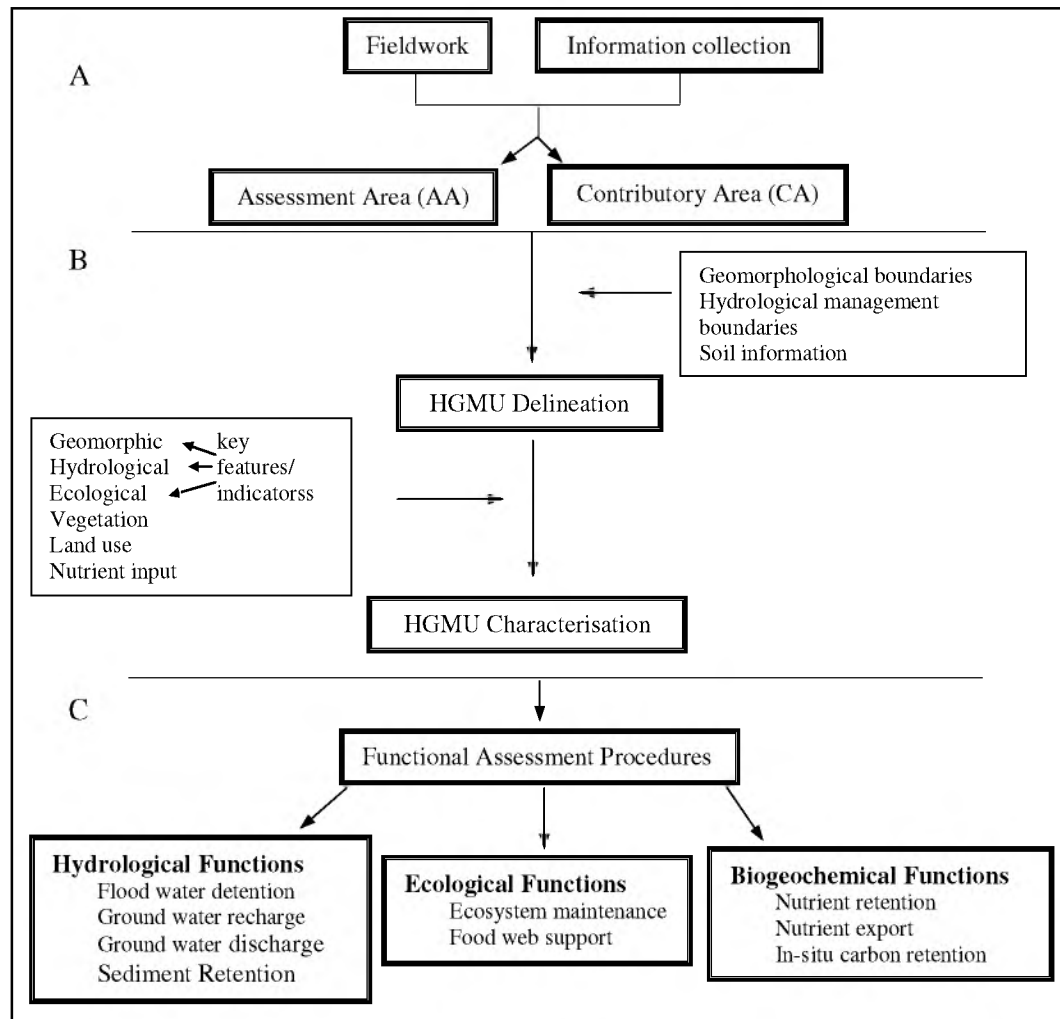 Fieldwork
Information collection
A
Assessment Area (AA)
Contributory Area (CA)
B
Geomorphological boundaries
Hydrological management
boundaries
Soil information
HGMU Delineation
Geomorphic key
Hydrological features/
Ecological indicatorss
Vegetation
Land use
Nutrient input
HGMU Characterisation
C
Functional Assessment Procedures
Hydrological Functions
Flood water detention
Ground water recharge
Ground water discharge
Sediment Retention
Ecological Functions
Ecosystem maintenance
Food web support
Biogeochemical Functions
Nutrient retention
Nutrient export
In-situ carbon retention